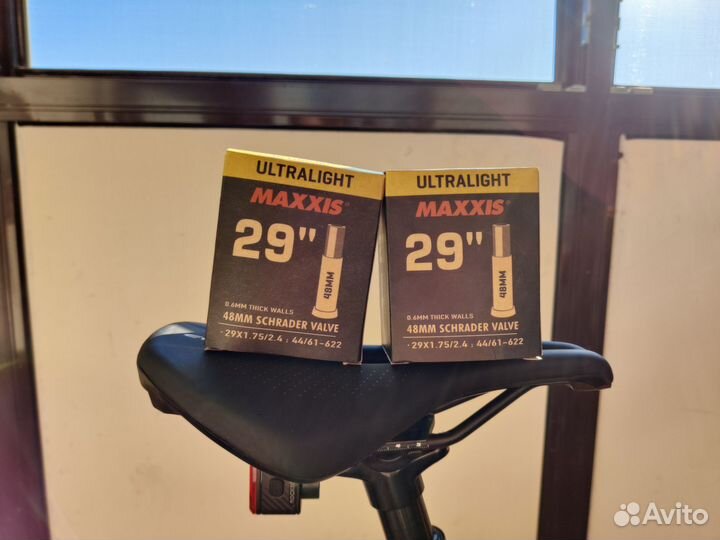 ULTRALIGHT
MAXXIS
29"
48MM
0.6MM THICK WALLS
48MM SCHRADER VALVE
·29X1.75/2.4 : 44/61-622
ULTRALIGHT
MAXXIS
29"
48MM
0.6MM THICK WALLS
48MM SCHRADER VALVE
·29X1.75/2.4 : 44/61-622
Avito